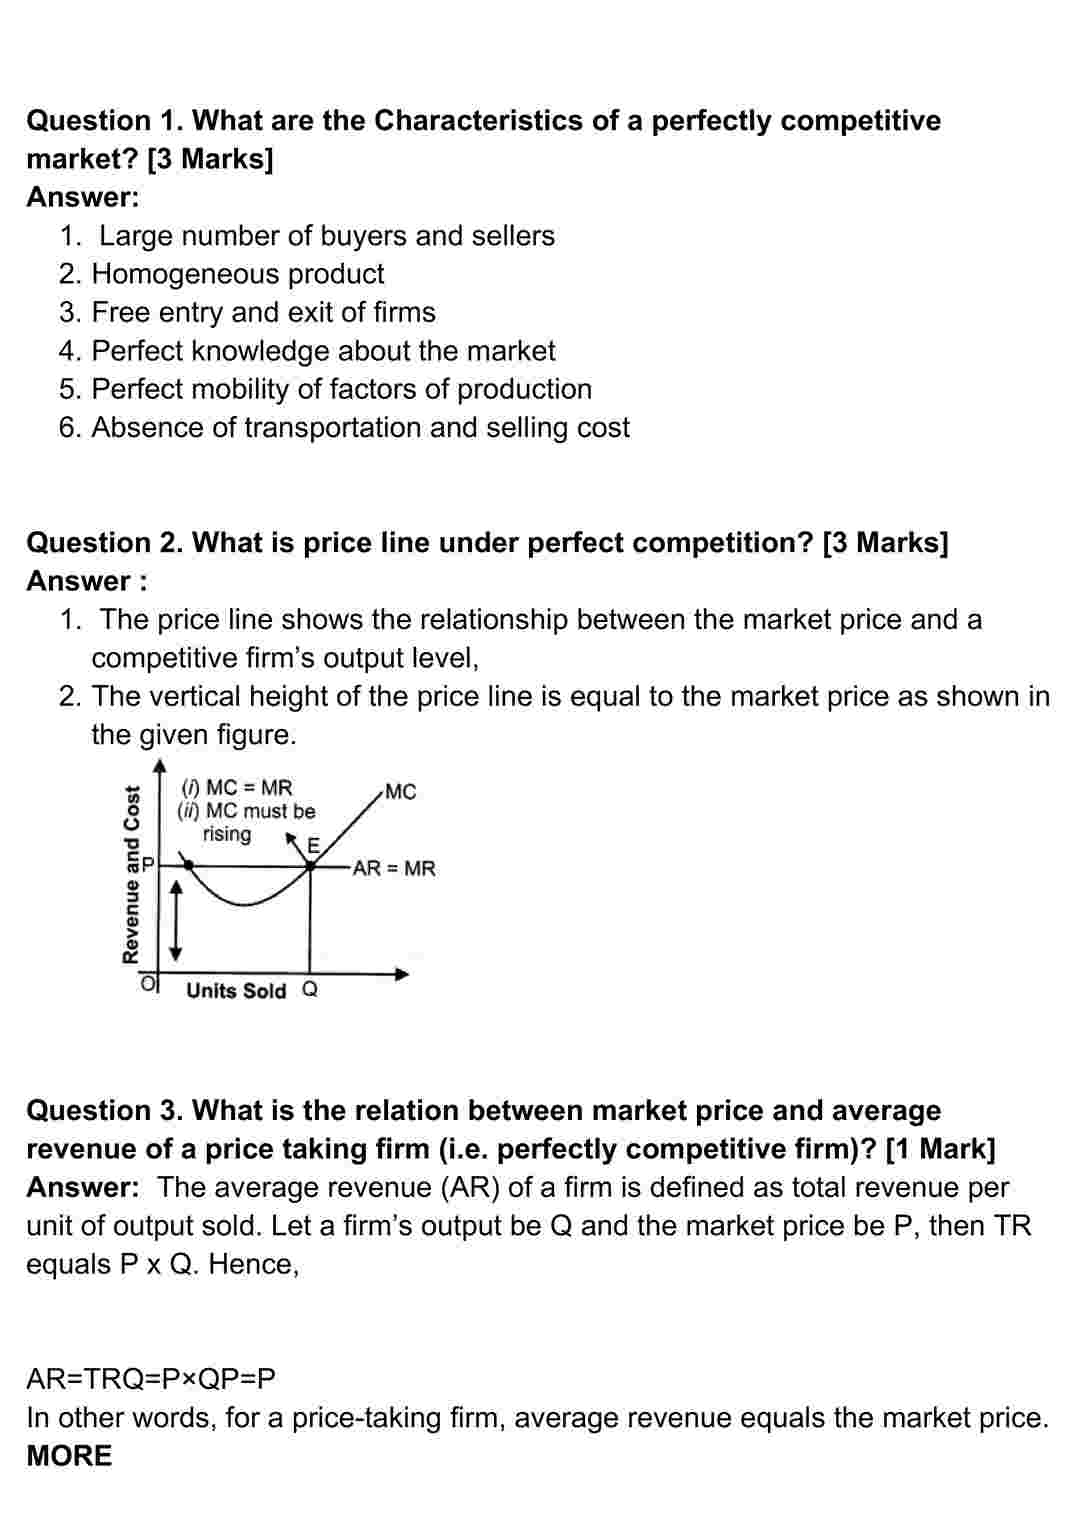 Question 1. What are the Characteristics of a perfectly competitive
market? [3 Marks]
Answer:
1. Large number of buyers and sellers
2. Homogeneous product
3. Free entry and exit of firms
4. Perfect knowledge about the market
5. Perfect mobility of factors of production
6. Absence of transportation and selling cost
Question 2. What is price line under perfect competition? [3 Marks]
Answer :
1. The price line shows the relationship between the market price and a
competitive firm’s output level,
2. The vertical height of the price line is equal to the market price as shown in
the given figure.
Revenue and Cost
(i) MC = MR
(ii) MC must be
rising
MC
E
P
AR = MR
O
Units Sold
Q
Question 3. What is the relation between market price and average
revenue of a price taking firm (i.e. perfectly competitive firm)? [1 Mark]
Answer: The average revenue (AR) of a firm is defined as total revenue per
unit of output sold. Let a firm’s output be Q and the market price be P, then TR
equals P x Q. Hence,
AR=TRQ=P×QP=P
In other words, for a price-taking firm, average revenue equals the market price.
MORE